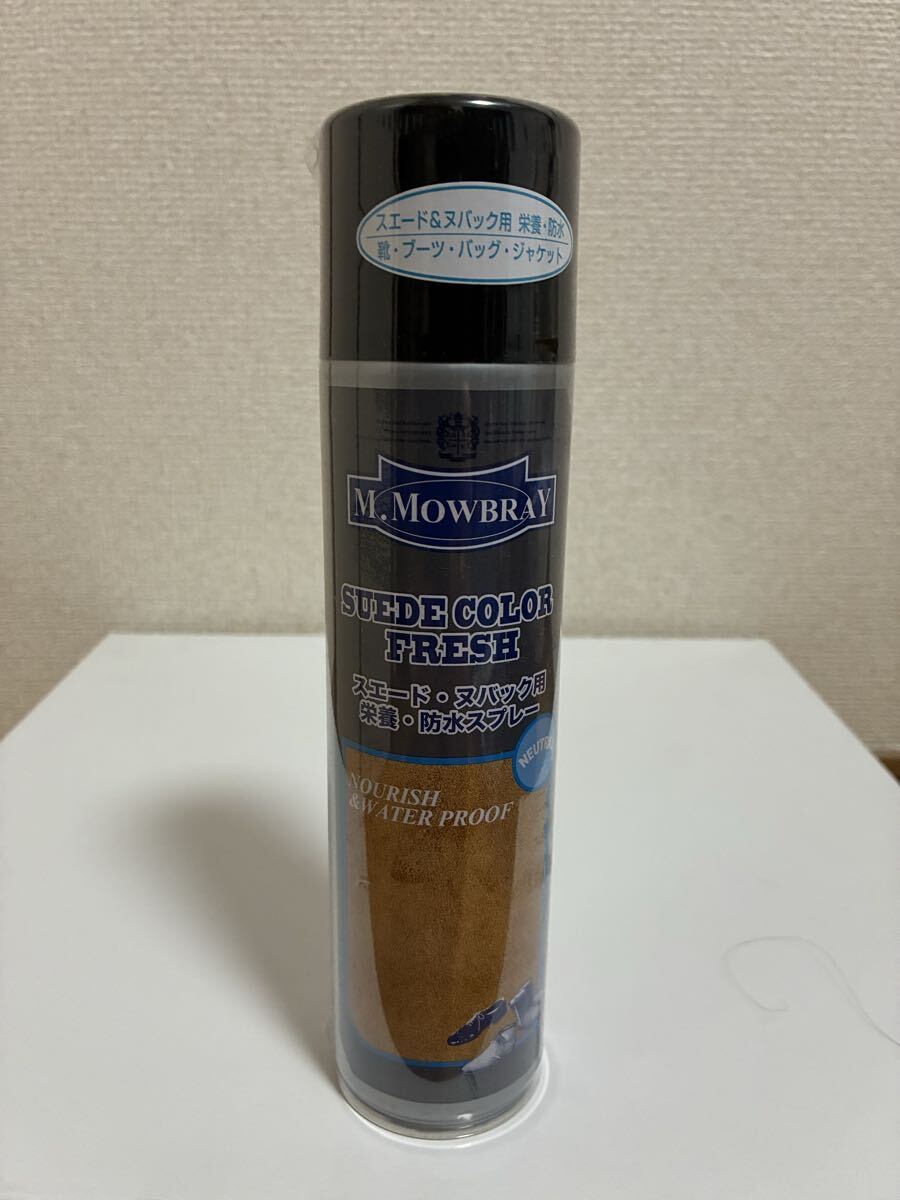 スエード&ヌバック用 栄養・防水
靴・ブーツ・バッグ・ジャケット
M.MOWBRAY
SUEDE COLOR
FRESH
スエード・ヌバック用
栄養・防水スプレー
NOURISH
& WATER PROOF